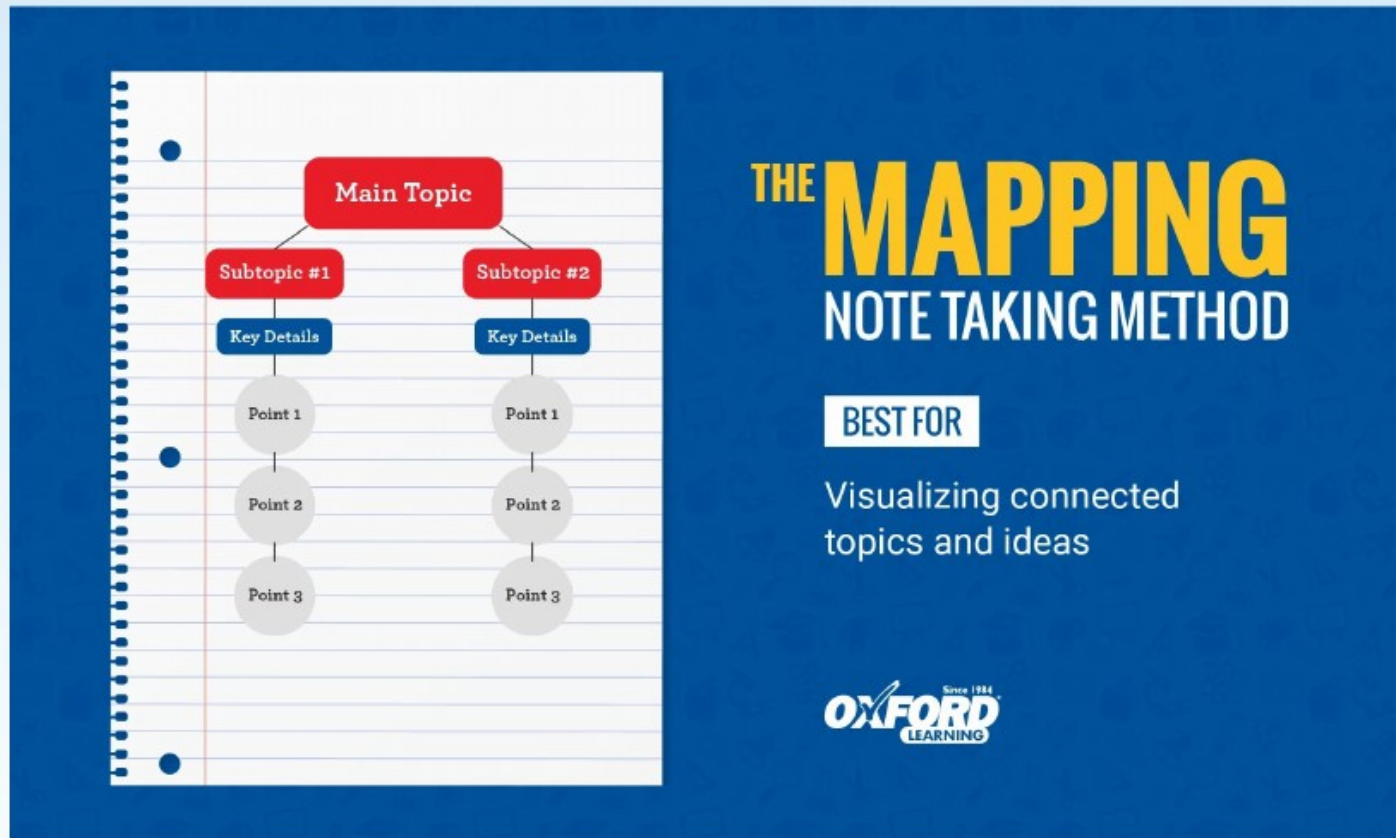 Main Topic
Subtopic #1
Key Details
Point 1
Point 2
Point 3
Subtopic #2
Key Details
Point 1
Point 2
Point 3
THE MAPPING
NOTE TAKING METHOD
BEST FOR
Visualizing connected
topics and ideas
Since 1984
OXFORD
LEARNING